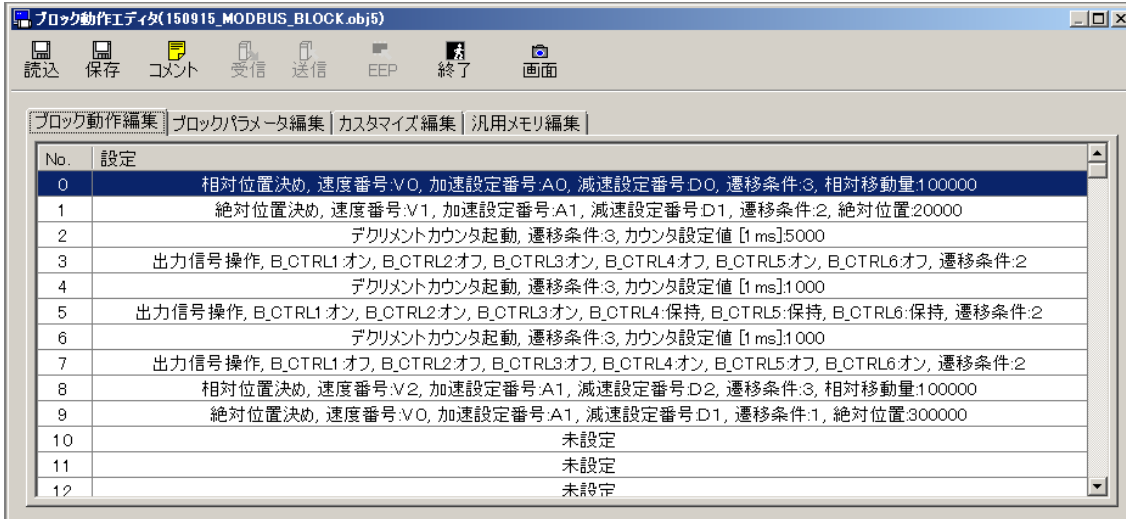 ブロック動作エディタ(150915_MODBUS_BLOCK.obj5)
読込 保存 コメント 受信 送信 EEP 終了 画面
ブロック動作編集 ブロックパラメータ編集 カスタマイズ編集 汎用メモリ編集
No. 設定
0 相対位置決め, 速度番号:V0, 加速設定番号:A0, 減速設定番号:D0, 遷移条件:3, 相対移動量:100000
1 絶対位置決め, 速度番号:V1, 加速設定番号:A1, 減速設定番号:D1, 遷移条件:2, 絶対位置:20000
2 デクリメントカウンタ起動, 遷移条件:3, カウンタ設定値 [1ms]:5000
3 出力信号操作, B_CTRL1:オン, B_CTRL2:オフ, B_CTRL3:オン, B_CTRL4:オフ, B_CTRL5:オン, B_CTRL6:オフ, 遷移条件:2
4 デクリメントカウンタ起動, 遷移条件:3, カウンタ設定値 [1ms]:1000
5 出力信号操作, B_CTRL1:オン, B_CTRL2:オン, B_CTRL3:オン, B_CTRL4:保持, B_CTRL5:保持, B_CTRL6:保持, 遷移条件:2
6 デクリメントカウンタ起動, 遷移条件:3, カウンタ設定値 [1ms]:1000
7 出力信号操作, B_CTRL1:オフ, B_CTRL2:オフ, B_CTRL3:オフ, B_CTRL4:オン, B_CTRL5:オフ, B_CTRL6:オン, 遷移条件:2
8 相対位置決め, 速度番号:V2, 加速設定番号:A1, 減速設定番号:D2, 遷移条件:3, 相対移動量:100000
9 絶対位置決め, 速度番号:V0, 加速設定番号:A1, 減速設定番号:D1, 遷移条件:1, 絶対位置:300000
10 未設定
11 未設定
12 未設定